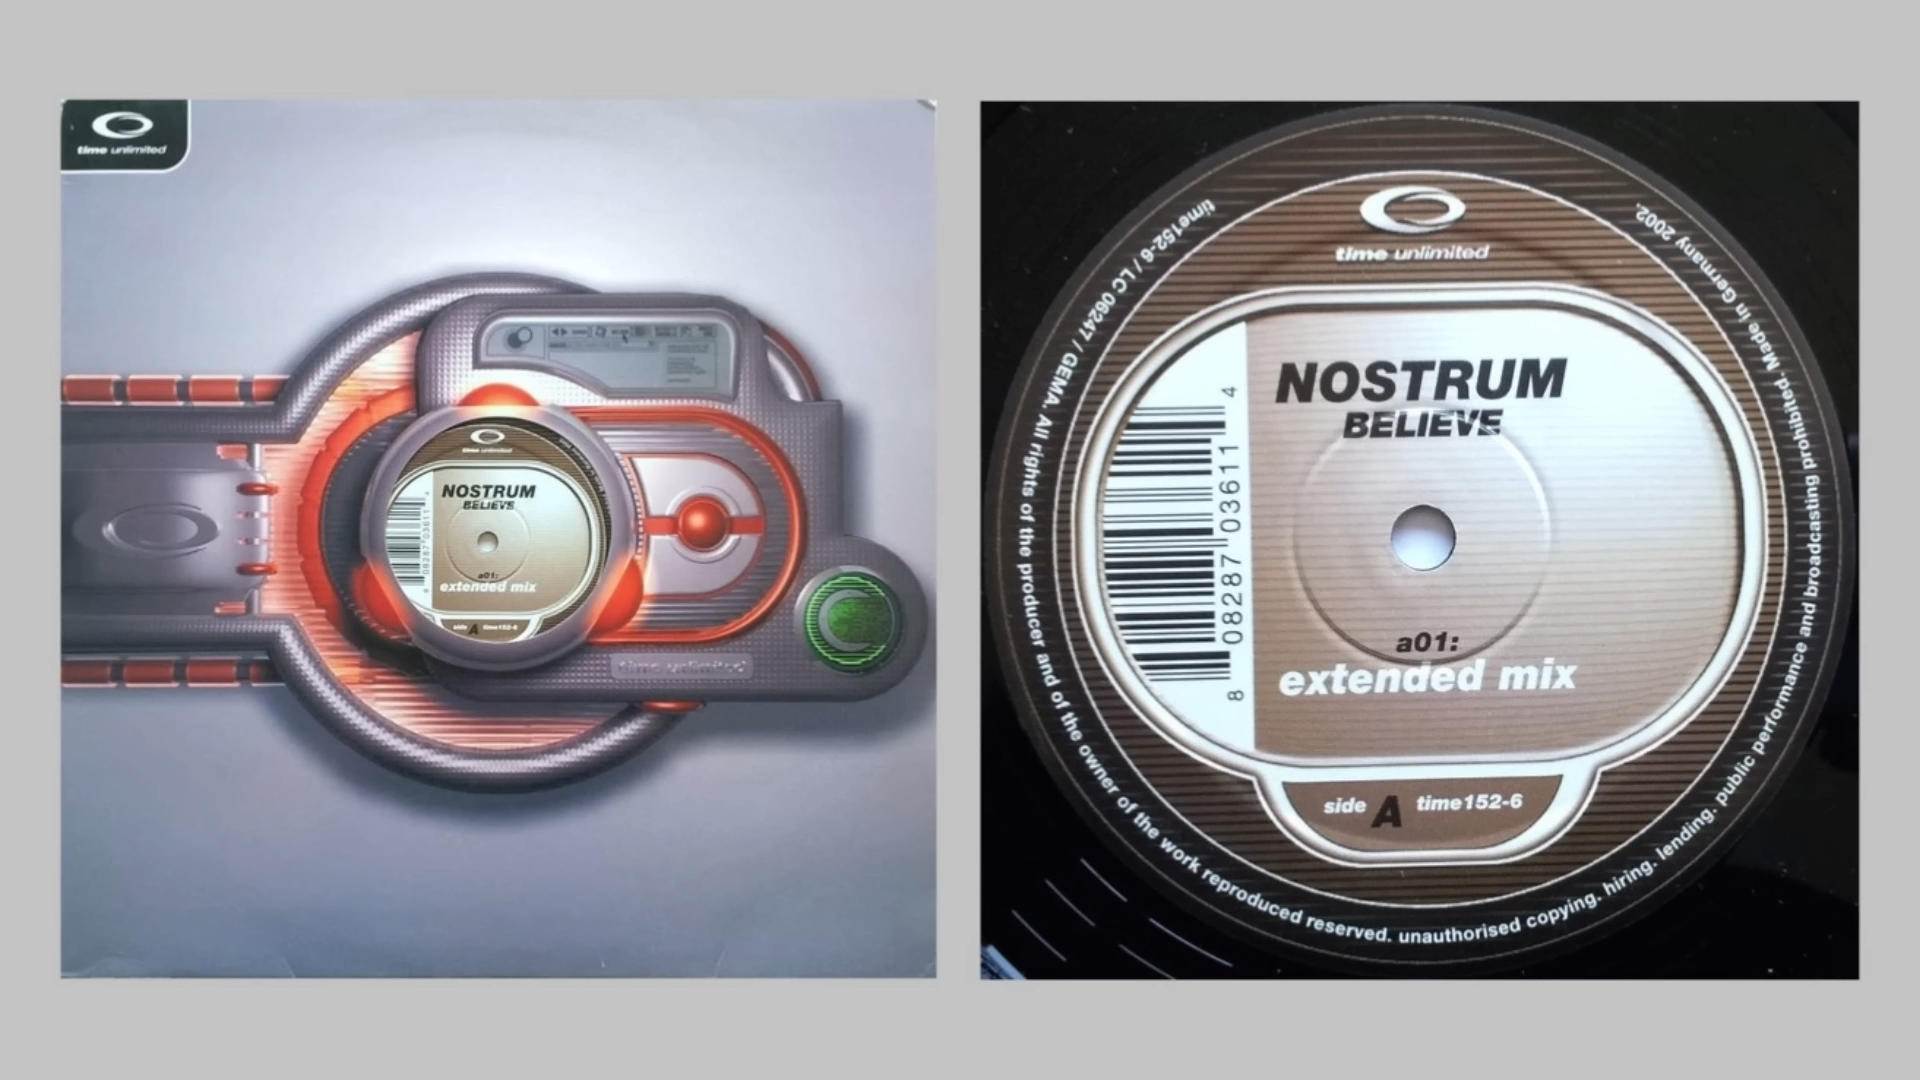 time unlimited
NOSTRUM
BELIEVE
a01:
extended mix
side A time152-6
time unlimited
time unlimited
NOSTRUM
BELIEVE
4
8 08287 03611
a01:
extended mix
side A time152-6
time152-6 / LC 06247 / GEMA. All rights of the producer and of the owner of the work reproduced reserved. unauthorised copying. hiring. lending. public performance and broadcasting prohibited. Made in Germany 2002.